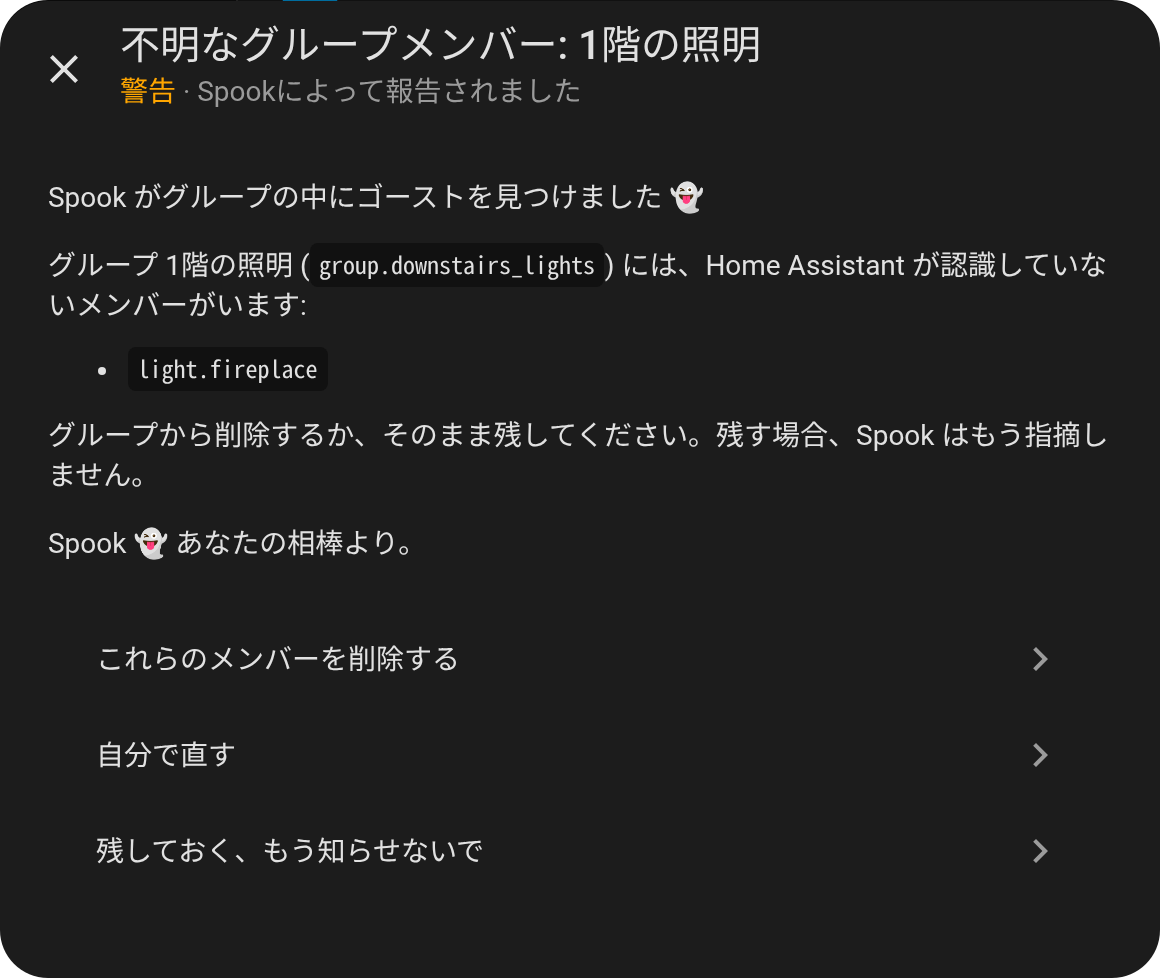 不明なグループメンバー: 1階の照明
警告 · Spookによって報告されました
Spook がグループの中にゴーストを見つけました 👻
グループ 1階の照明 (group.downstairs_lights) には、Home Assistant が認識していな
いメンバーがいます:
• light.fireplace
グループから削除するか、そのまま残してください。残す場合、Spook はもう指摘し
ません。
Spook 👻 あなたの相棒より。
これらのメンバーを削除する
自分で直す
残しておく、もう知らせないで